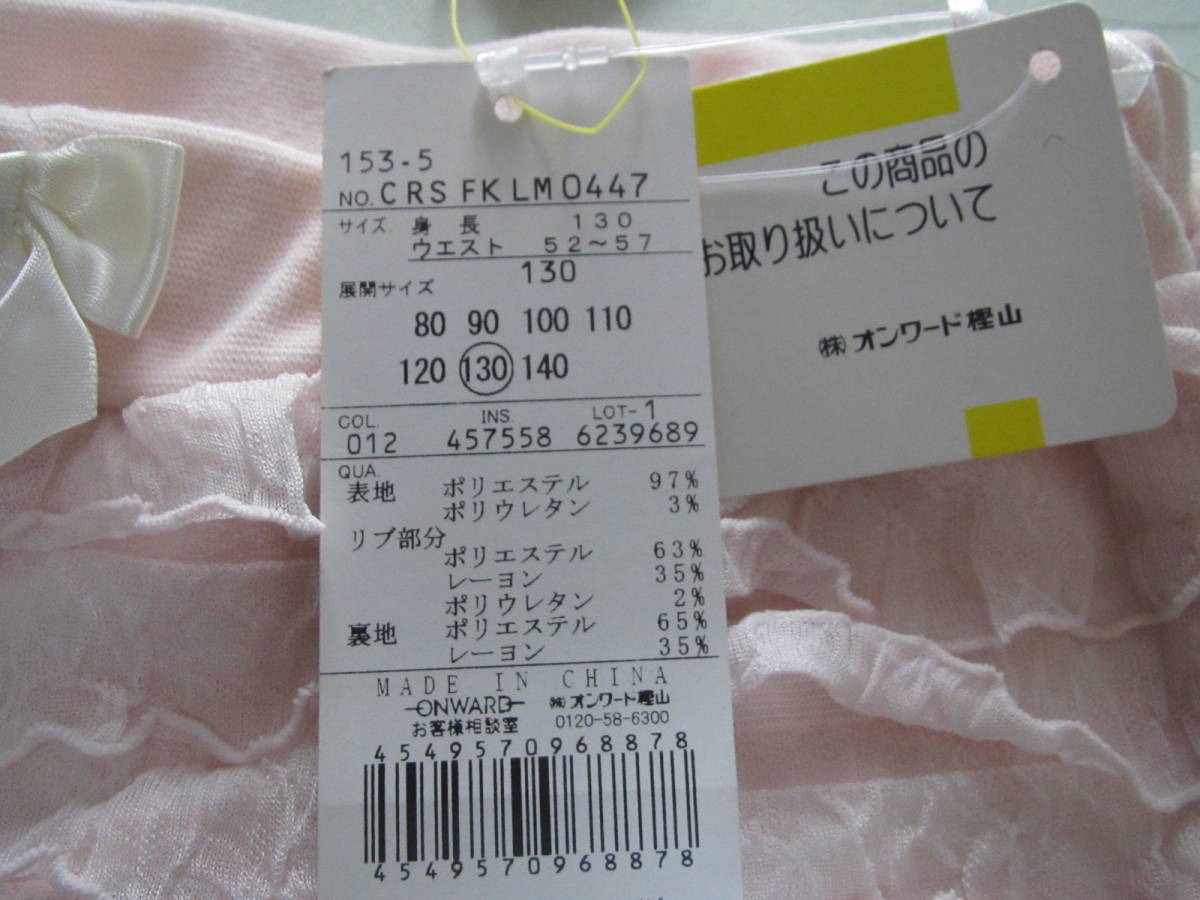 153-5
NO. CRS FKLM0447
サイズ. 身 長 130
ウエスト 52〜57
130
展開サイズ
80 90 100 110
120 130 140
COL. INS. LOT-1
012 457558 6239689
QUA.
表地 ポリエステル 97%
ポリウレタン 3%
リブ部分
ポリエステル 63%
レーヨン 35%
ポリウレタン 2%
裏地 ポリエステル 65%
レーヨン 35%
MADE IN CHINA
ONWARD ㈱オンワード樫山
お客様相談室 0120-58-6300
4549570968878
4549570968878
この商品の
お取り扱いについて
㈱オンワード樫山